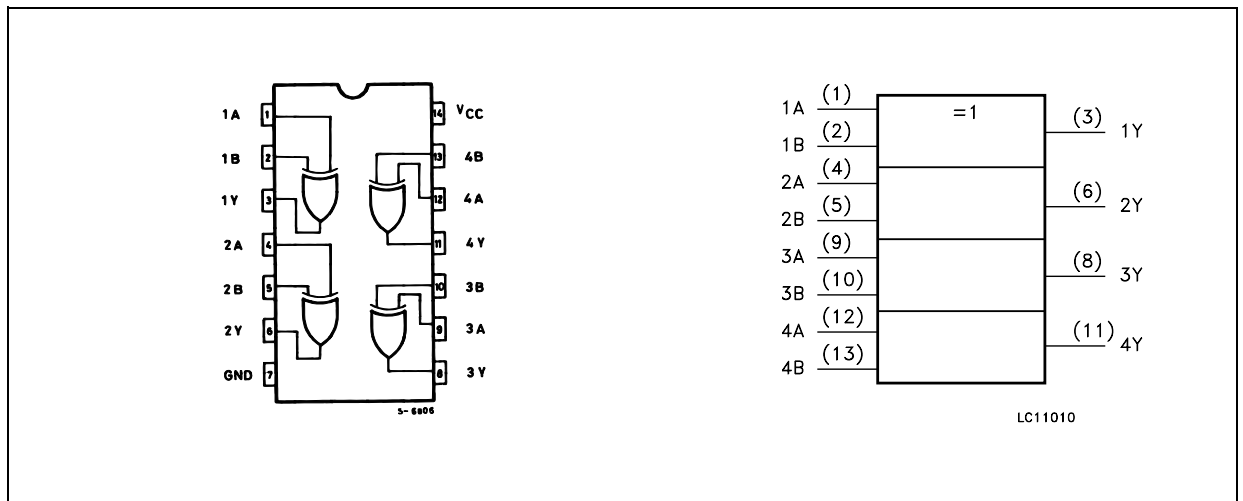 1A 1 14 VCC
1B 2 13 4B
1Y 3 12 4A
2A 4 11 4Y
2B 5 10 3B
2Y 6 9 3A
GND 7 8 3Y
S-6806
1A (1)
1B (2)
2A (4)
2B (5)
3A (9)
3B (10)
4A (12)
4B (13)
=1
(3) 1Y
(6) 2Y
(8) 3Y
(11) 4Y
LC11010